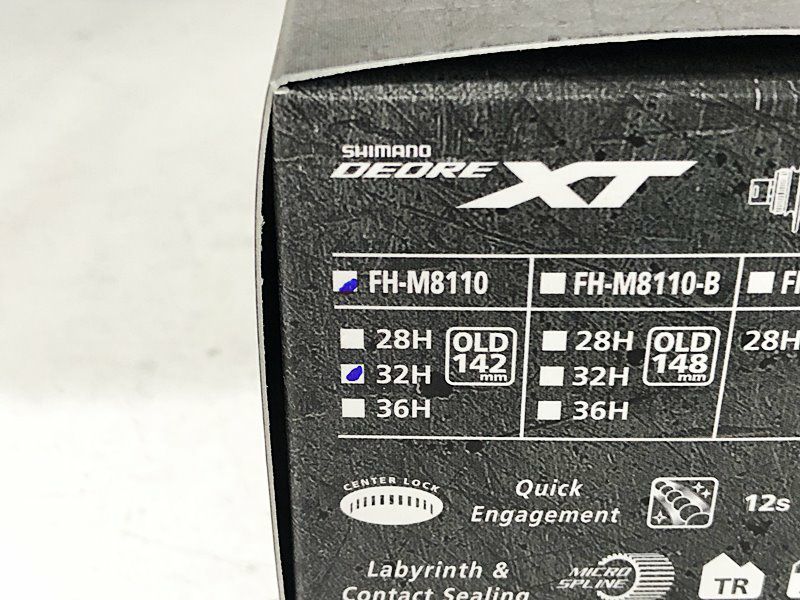 SHIMANO
DEORE XT
FH-M8110
FH-M8110-B
28H
32H
36H
OLD
142
mm
28H
32H
36H
OLD
148
mm
28H
CENTER LOCK
Quick
Engagement
12s
Labyrinth &
Contact Sealing
MICRO
SPLINE
TR